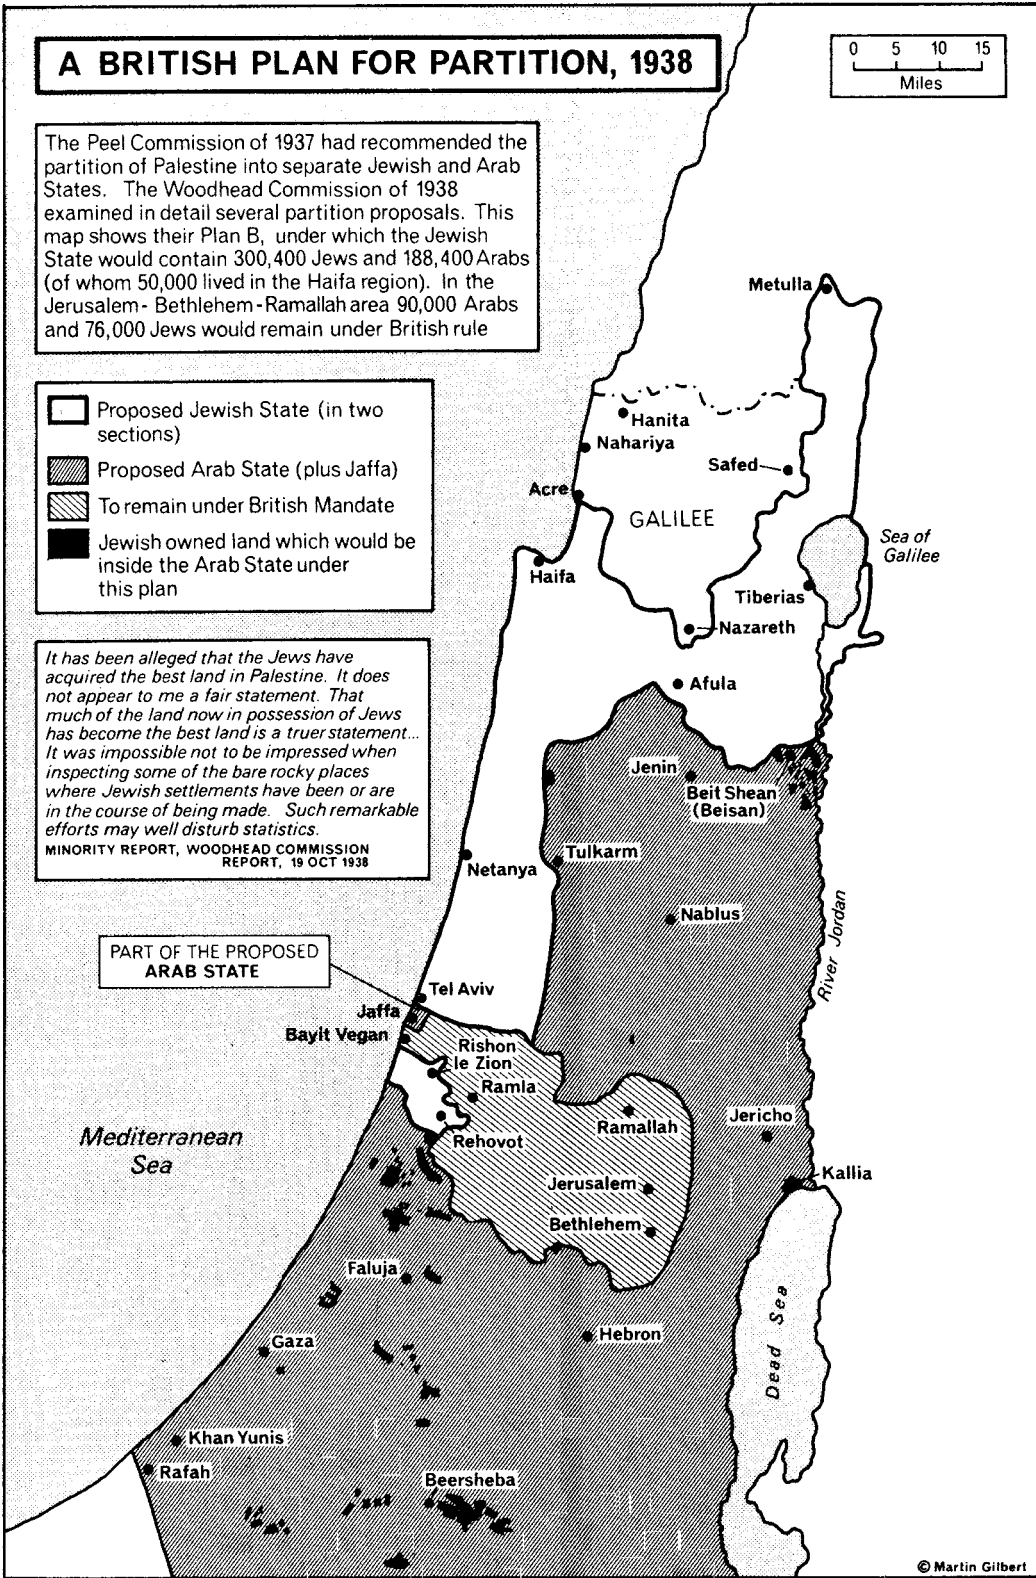 A BRITISH PLAN FOR PARTITION, 1938
0 5 10 15
Miles
The Peel Commission of 1937 had recommended the
partition of Palestine into separate Jewish and Arab
States. The Woodhead Commission of 1938
examined in detail several partition proposals. This
map shows their Plan B, under which the Jewish
State would contain 300,400 Jews and 188,400 Arabs
(of whom 50,000 lived in the Haifa region). In the
Jerusalem - Bethlehem - Ramallah area 90,000 Arabs
and 76,000 Jews would remain under British rule
Proposed Jewish State (in two
sections)
Proposed Arab State (plus Jaffa)
To remain under British Mandate
Jewish owned land which would be
inside the Arab State under
this plan
It has been alleged that the Jews have
acquired the best land in Palestine. It does
not appear to me a fair statement. That
much of the land now in possession of Jews
has become the best land is a truer statement...
It was impossible not to be impressed when
inspecting some of the bare rocky places
where Jewish settlements have been or are
in the course of being made. Such remarkable
efforts may well disturb statistics.
MINORITY REPORT, WOODHEAD COMMISSION
REPORT, 19 OCT 1938
Metulla
Hanita
Nahariya
Safed
Acre
GALILEE
Sea of
Galilee
Haifa
Tiberias
Nazareth
Afula
Jenin
Beit Shean
(Beisan)
Tulkarm
Netanya
Nablus
River Jordan
PART OF THE PROPOSED
ARAB STATE
Tel Aviv
Jaffa
Bayit Vegan
Rishon
le Zion
Ramla
Ramallah
Jericho
Mediterranean
Sea
Rehovot
Kallia
Jerusalem
Bethlehem
Faluja
Dead Sea
Hebron
Gaza
Khan Yunis
Rafah
Beersheba
© Martin Gilbert